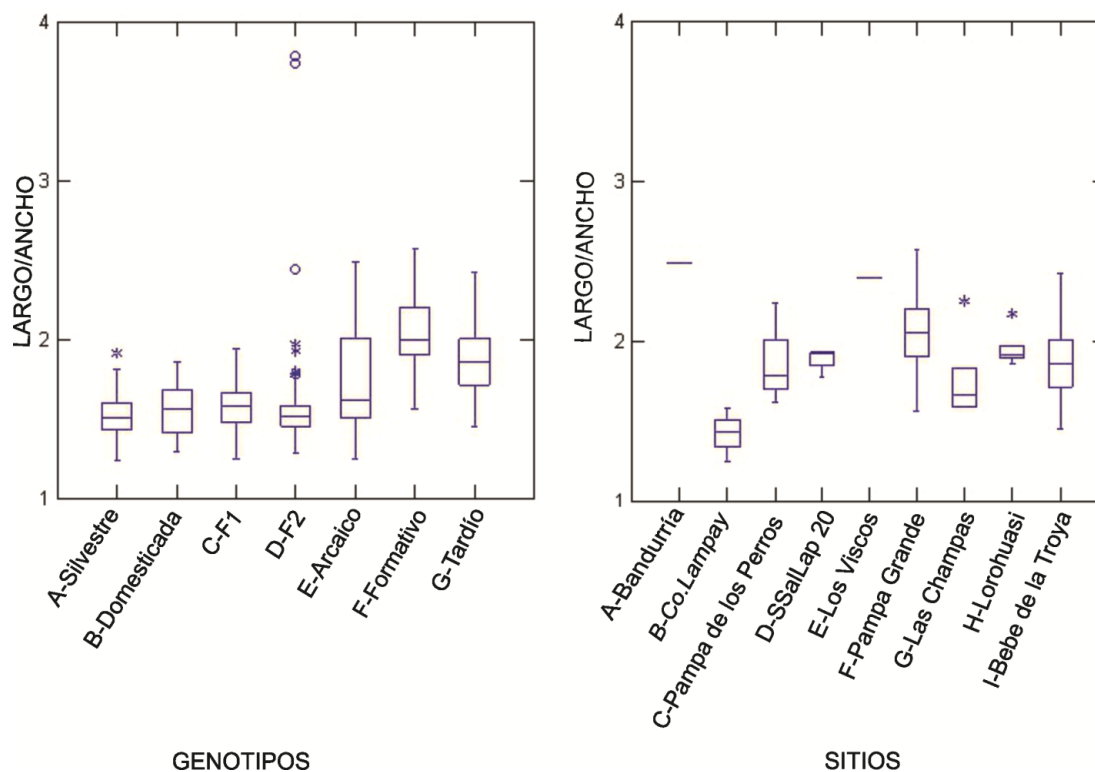 4
3
2
1
LARGO/ANCHO
A-Silvestre
B-Domesticada
C-F1
D-F2
E-Arcaico
F-Formativo
G-Tardío
GENOTIPOS
4
3
2
1
LARGO/ANCHO
A-Bandurría
B-Co.Lampay
C-Pampa de los Perros
D-SSalLap 20
E-Los Viscos
F-Pampa Grande
G-Las Champas
H-Lorohuasi
I-Bebe de la Troya
SITIOS